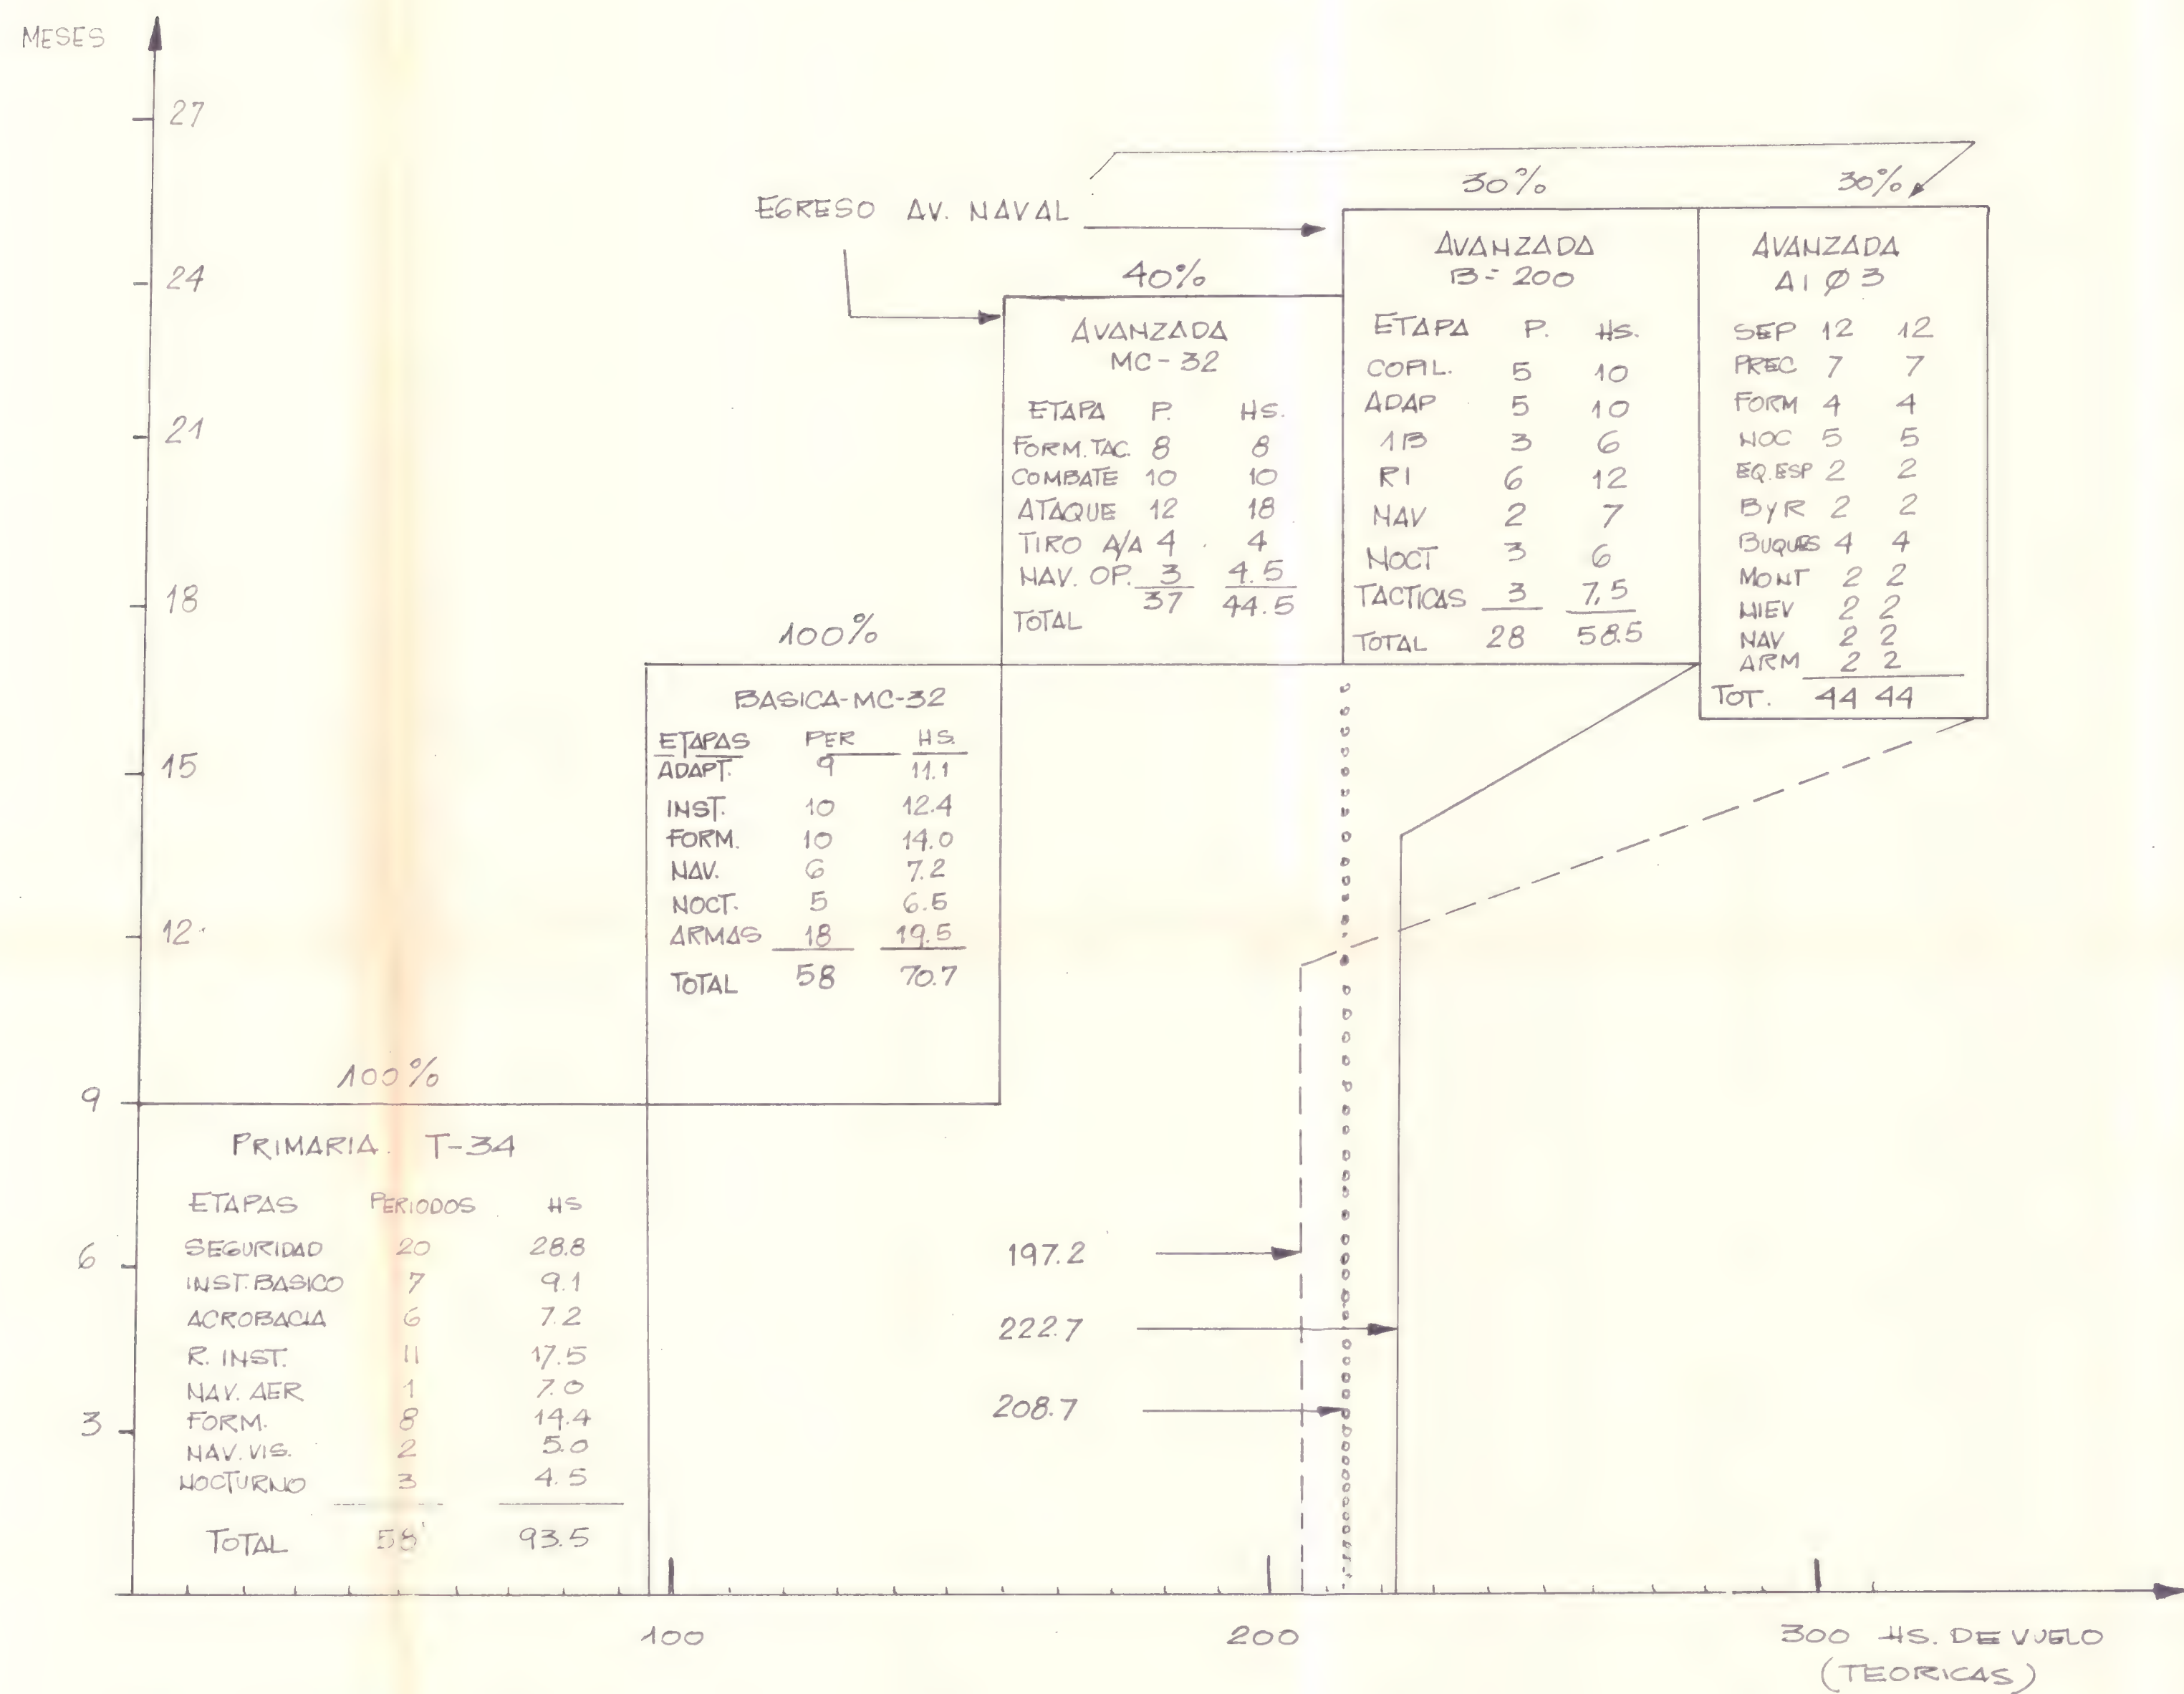 MESES
27
24
21
18
15
12
9
6
3
EGRESO AV. NAVAL
100%
PRIMARIA. T-34
ETAPAS PERIODOS HS
SEGURIDAD 20 28.8
INST. BASICO 7 9.1
ACROBACIA 6 7.2
R. INST. 11 17.5
NAV. AER 1 7.0
FORM. 8 14.4
NAV. VIS. 2 5.0
NOCTURNO 3 4.5
TOTAL 58 93.5
100%
BASICA-MC-32
ETAPAS PER HS.
ADAPT. 9 11.1
INST. 10 12.4
FORM. 10 14.0
NAV. 6 7.2
NOCT. 5 6.5
ARMAS 18 19.5
TOTAL 58 70.7
40%
AVANZADA
MC-32
ETAPA P. HS.
FORM. TAC. 8 8
COMBATE 10 10
ATAQUE 12 18
TIRO A/A 4 4
NAV. OP. 3 4.5
TOTAL 37 44.5
30%
AVANZADA
B-200
ETAPA P. HS.
COPIL. 5 10
ADAP 5 10
1B 3 6
RI 6 12
NAV 2 7
NOCT 3 6
TACTICAS 3 7,5
TOTAL 28 58.5
30%
AVANZADA
A1Ø3
SEP 12 12
PREC 7 7
FORM 4 4
NOC 5 5
EQ. ESP 2 2
ByR 2 2
BUQUES 4 4
MONT 2 2
NIEV 2 2
NAV 2 2
ARM 2 2
TOT. 44 44
197.2
222.7
208.7
100 200 300 HS. DE VUELO
(TEORICAS)